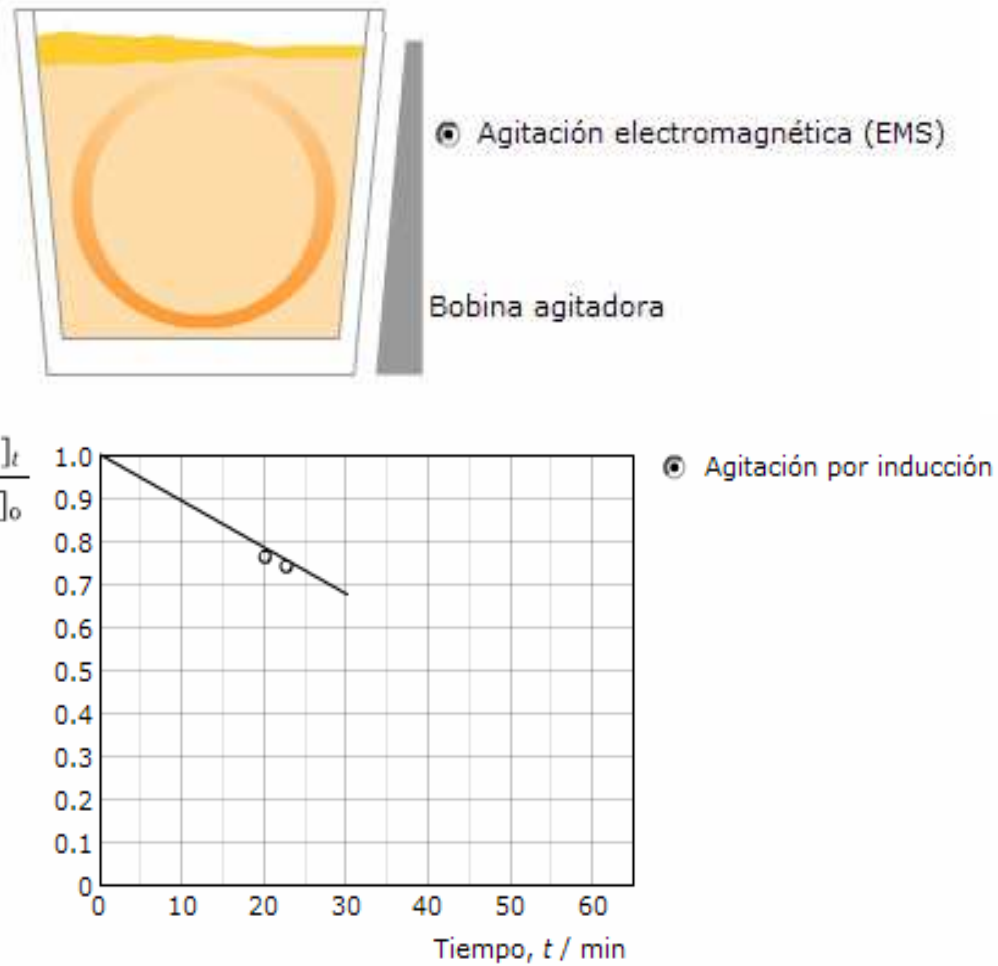 Agitación electromagnética (EMS)
Bobina agitadora
]t
]0
1.0
0.9
0.8
0.7
0.6
0.5
0.4
0.3
0.2
0.1
0
0 10 20 30 40 50 60
Tiempo, t / min
Agitación por inducción